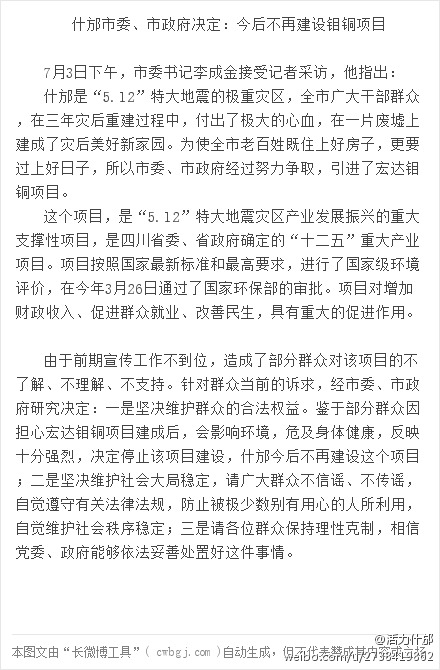 什邡市委、市政府决定：今后不再建设钼铜项目
7月3日下午，市委书记李成金接受记者采访，他指出：
什邡是“5.12”特大地震的极重灾区，全市广大干部群众
，在三年灾后重建过程中，付出了极大的心血，在一片废墟上
建成了灾后美好新家园。为使全市老百姓既住上好房子，更要
过上好日子，所以市委、市政府经过努力争取，引进了宏达钼
铜项目。
这个项目，是“5.12”特大地震灾区产业发展振兴的重大
支撑性项目，是四川省委、省政府确定的“十二五”重大产业
项目。项目按照国家最新标准和最高要求，进行了国家级环境
评价，在今年3月26日通过了国家环保部的审批。项目对增加
财政收入、促进群众就业、改善民生，具有重大的促进作用。
由于前期宣传工作不到位，造成了部分群众对该项目的不
了解、不理解、不支持。针对群众当前的诉求，经市委、市政
府研究决定：一是坚决维护群众的合法权益。鉴于部分群众因
担心宏达钼铜项目建成后，会影响环境，危及身体健康，反映
十分强烈，决定停止该项目建设，什邡今后不再建设这个项目
；二是坚决维护社会大局稳定，请广大群众不信谣、不传谣，
自觉遵守有关法律法规，防止被极少数别有用心的人所利用，
自觉维护社会秩序稳定；三是请各位群众保持理性克制，相信
党委、政府能够依法妥善处置好这件事情。
@活力什邡
本图文由“长微博工具”( cwbgj.com )自动生成，但不代表赞成其内容或立场